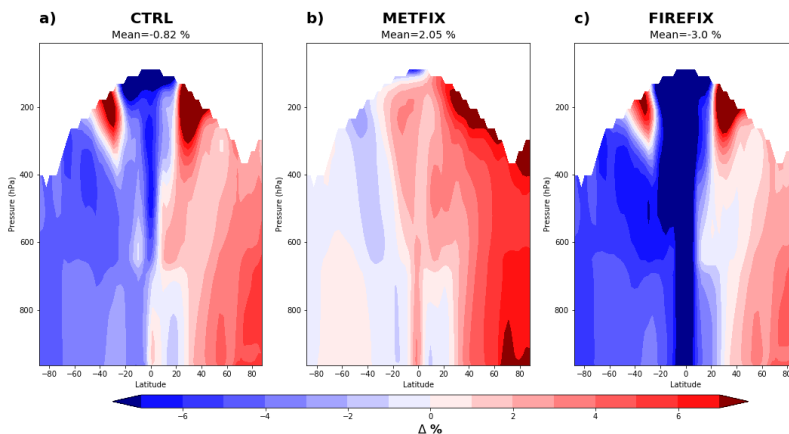 a) CTRL
Mean=-0.82 %
b) METFIX
Mean=2.05 %
c) FIREFIX
Mean=-3.0 %
Pressure (hPa)
200
400
600
800
−80 −60 −40 −20 0 20 40 60 80
Latitude
Pressure (hPa)
200
400
600
800
−80 −60 −40 −20 0 20 40 60 80
Latitude
Pressure (hPa)
200
400
600
800
−80 −60 −40 −20 0 20 40 60 80
Latitude
−6 −4 −2 0 2 4 6
Δ %